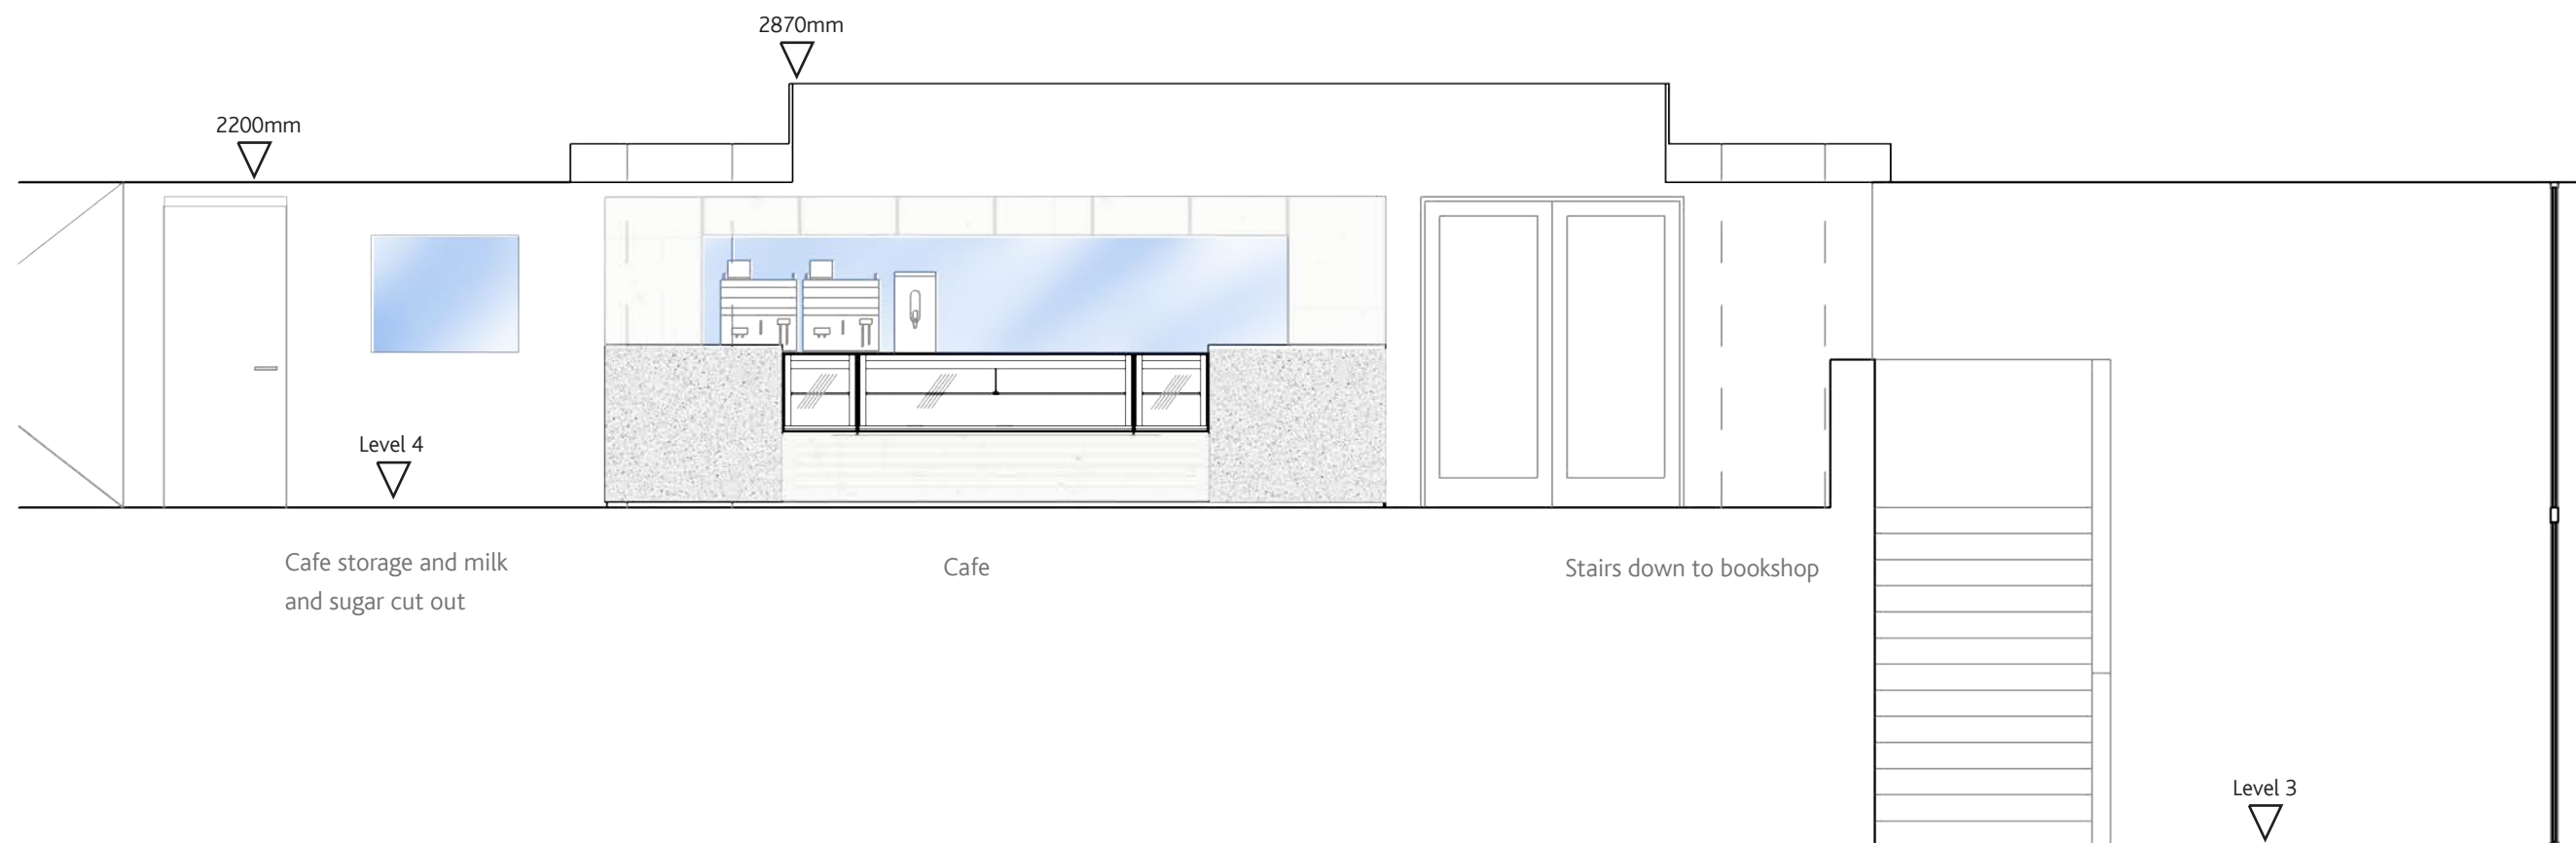 2870mm
2200mm
Level 4
Cafe storage and milk
and sugar cut out
Cafe
Stairs down to bookshop
Level 3